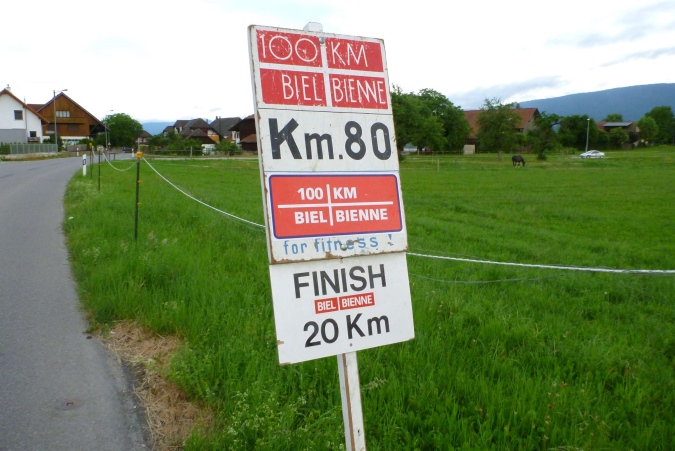 100 KM
BIEL BIENNE
Km.80
100 KM
BIEL BIENNE
for fitness!
FINISH
BIEL BIENNE
20 Km